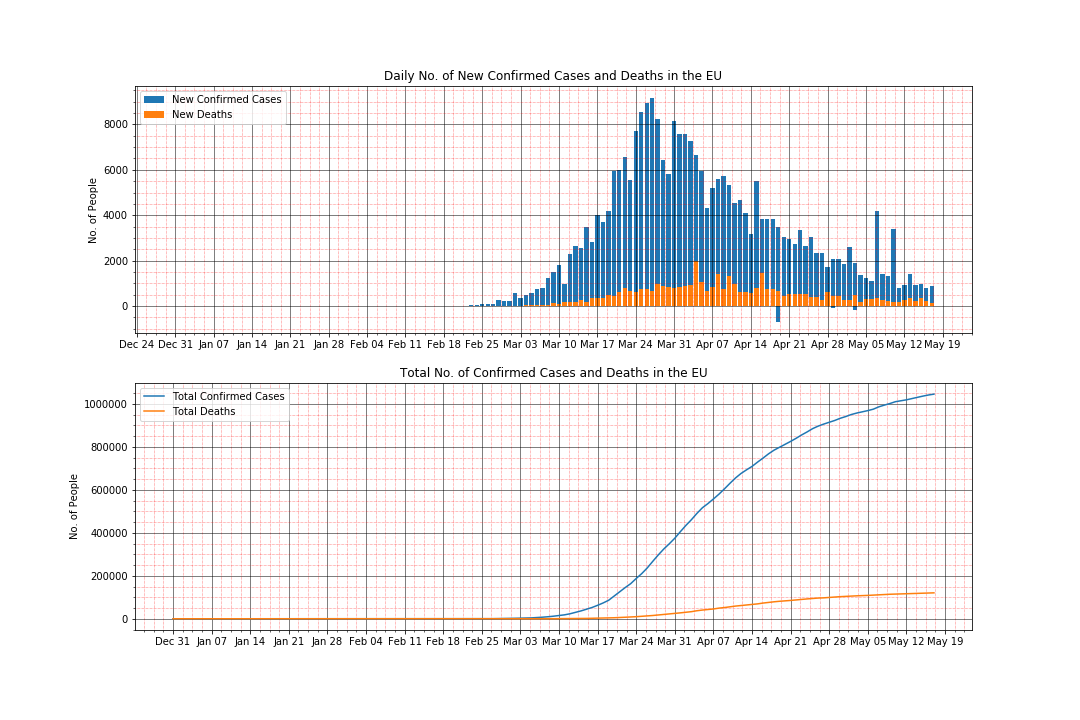 Daily No. of New Confirmed Cases and Deaths in the EU
New Confirmed Cases
New Deaths
No. of People
8000
6000
4000
2000
0
Dec 24 Dec 31 Jan 07 Jan 14 Jan 21 Jan 28 Feb 04 Feb 11 Feb 18 Feb 25 Mar 03 Mar 10 Mar 17 Mar 24 Mar 31 Apr 07 Apr 14 Apr 21 Apr 28 May 05 May 12 May 19
Total No. of Confirmed Cases and Deaths in the EU
Total Confirmed Cases
Total Deaths
No. of People
1000000
800000
600000
400000
200000
0
Dec 31 Jan 07 Jan 14 Jan 21 Jan 28 Feb 04 Feb 11 Feb 18 Feb 25 Mar 03 Mar 10 Mar 17 Mar 24 Mar 31 Apr 07 Apr 14 Apr 21 Apr 28 May 05 May 12 May 19